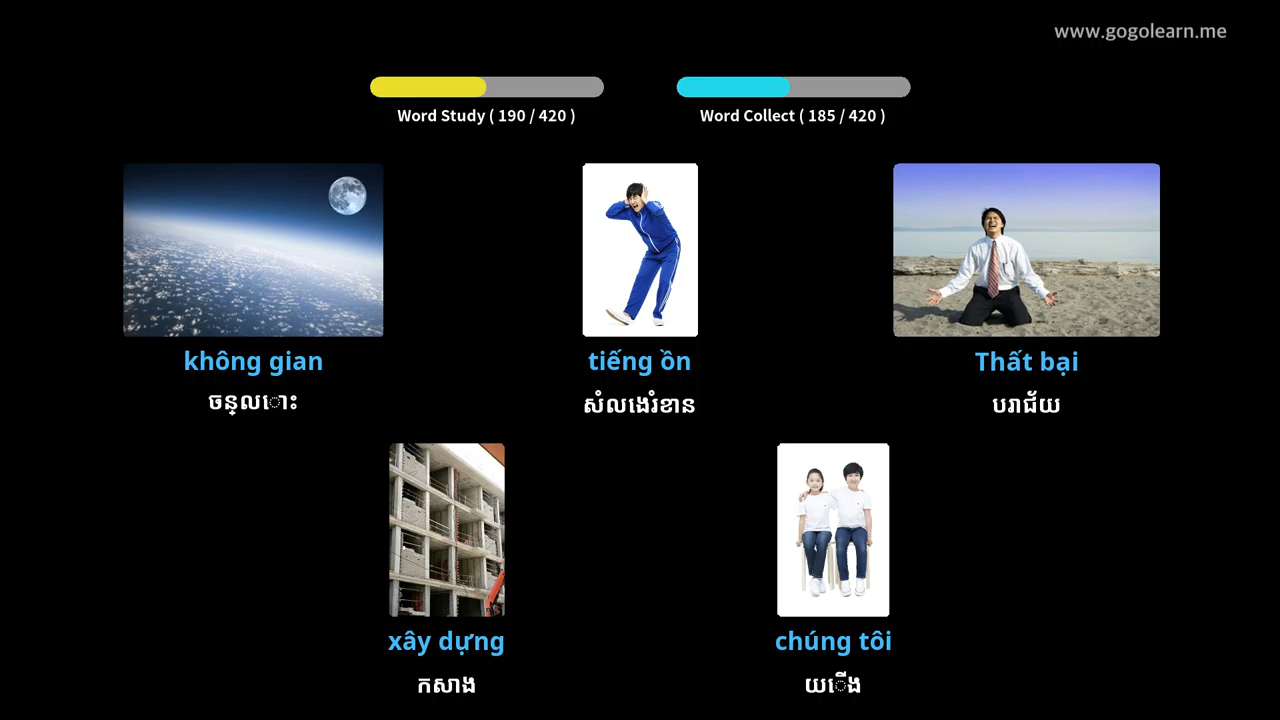 www.gogolearn.me
Word Study ( 190 / 420 )
Word Collect ( 185 / 420 )
không gian
tiếng ồn
Thất bại
ចន្លោះ
សំលេងរំខាន
បរាជ័យ
xây dựng
chúng tôi
កសាង
យើង